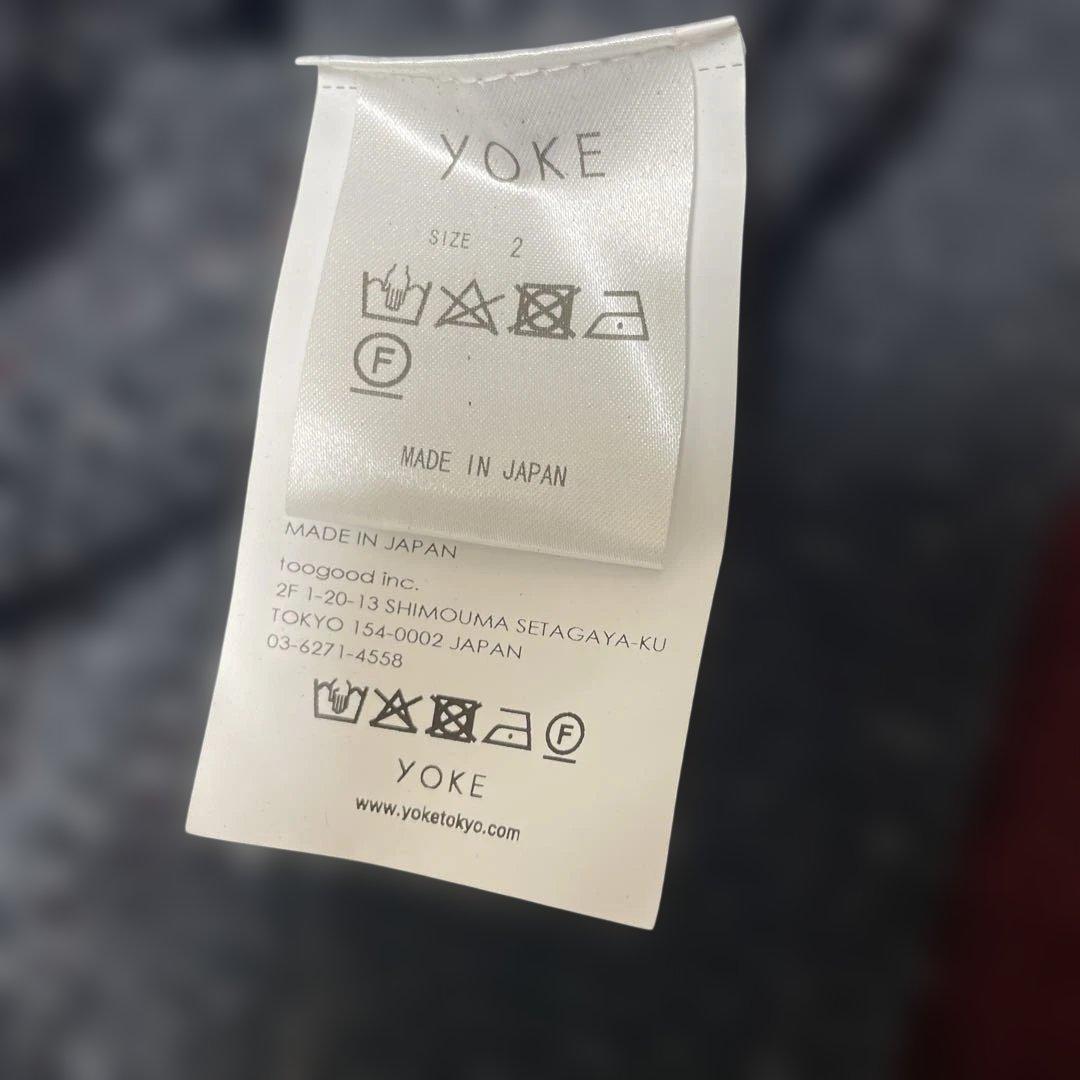 YOKE
SIZE 2
F
MADE IN JAPAN
MADE IN JAPAN
toogood inc.
2F 1-20-13 SHIMOUMA SETAGAYA-KU
TOKYO 154-0002 JAPAN
03-6271-4558
F
YOKE
www.yoketokyo.com